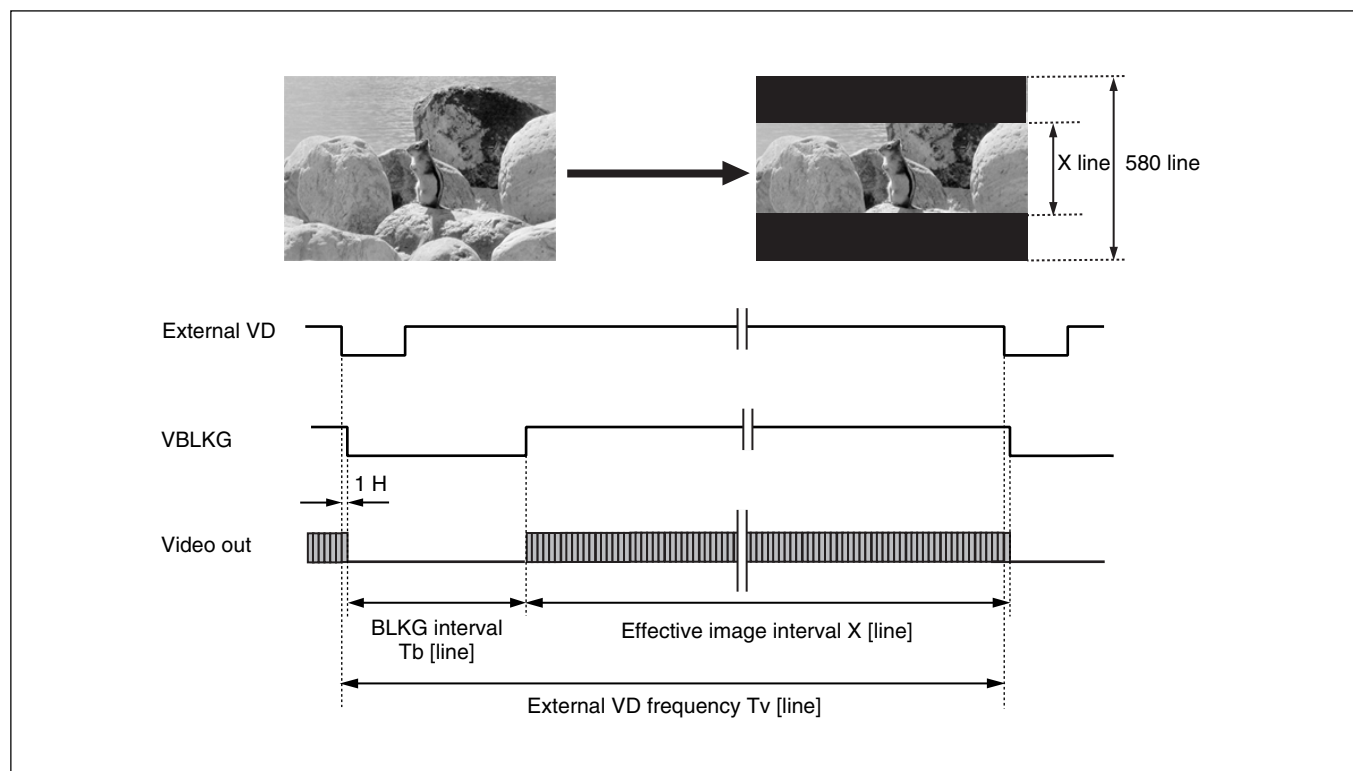 X line
580 line
External VD
VBLKG
1 H
Video out
BLKG interval
Tb [line]
Effective image interval X [line]
External VD frequency Tv [line]